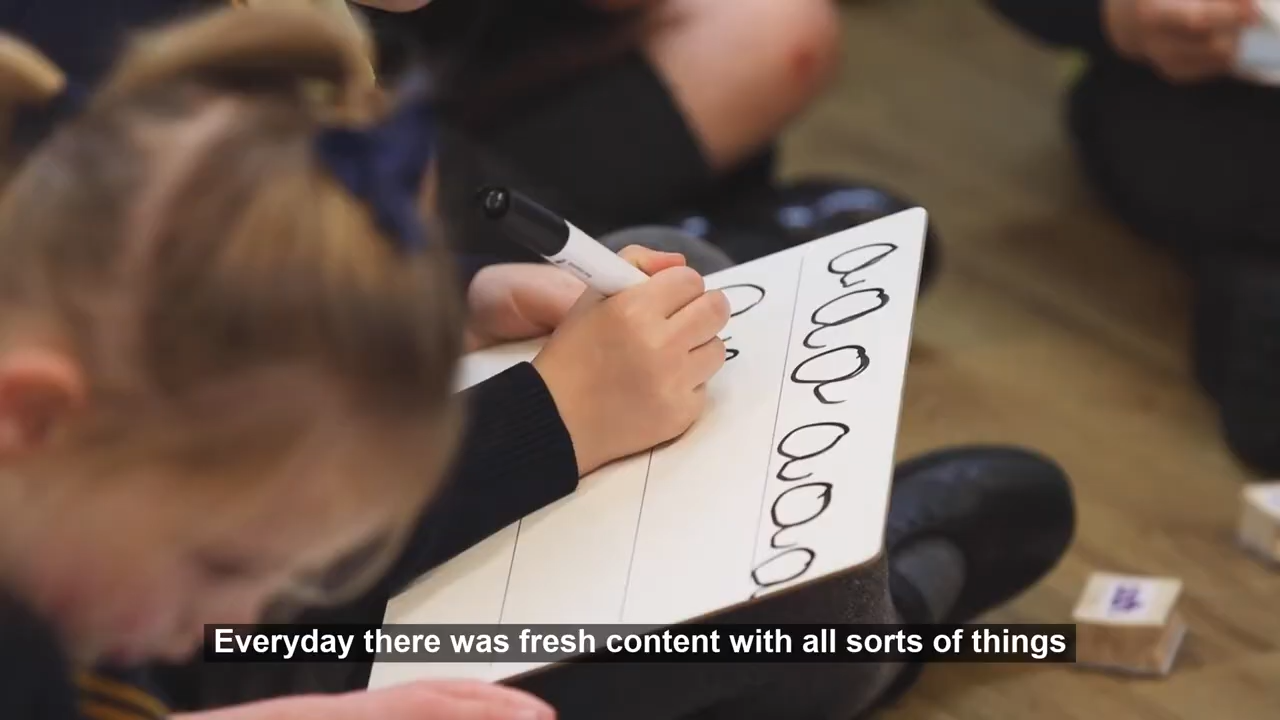 a a a a a a
a
Everyday there was fresh content with all sorts of things